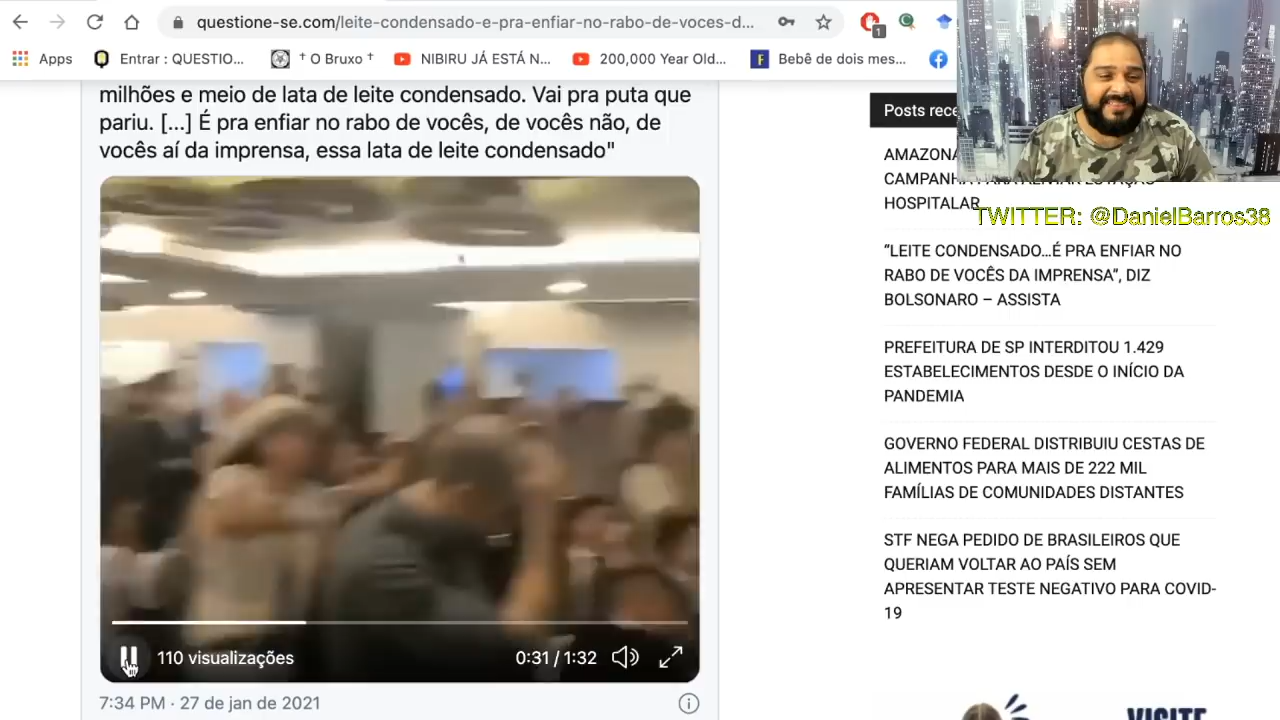 questione-se.com/leite-condensado-e-pra-enfiar-no-rabo-de-voces-d...
1
Apps
Entrar : QUESTIO...
† O Bruxo †
NIBIRU JÁ ESTÁ N...
200,000 Year Old...
Bebê de dois mes...
milhões e meio de lata de leite condensado. Vai pra puta que
pariu. [...] É pra enfiar no rabo de vocês, de vocês não, de
vocês aí da imprensa, essa lata de leite condensado"
0:31 / 1:32
110 visualizações
7:34 PM · 27 de jan de 2021
Posts rece
AMAZONA
CAMPANHA PARA
HOSPITALAR
TWITTER: @DanielBarros38
“LEITE CONDENSADO...É PRA ENFIAR NO
RABO DE VOCÊS DA IMPRENSA”, DIZ
BOLSONARO – ASSISTA
PREFEITURA DE SP INTERDITOU 1.429
ESTABELECIMENTOS DESDE O INÍCIO DA
PANDEMIA
GOVERNO FEDERAL DISTRIBUIU CESTAS DE
ALIMENTOS PARA MAIS DE 222 MIL
FAMÍLIAS DE COMUNIDADES DISTANTES
STF NEGA PEDIDO DE BRASILEIROS QUE
QUERIAM VOLTAR AO PAÍS SEM
APRESENTAR TESTE NEGATIVO PARA COVID-
19
VISITE